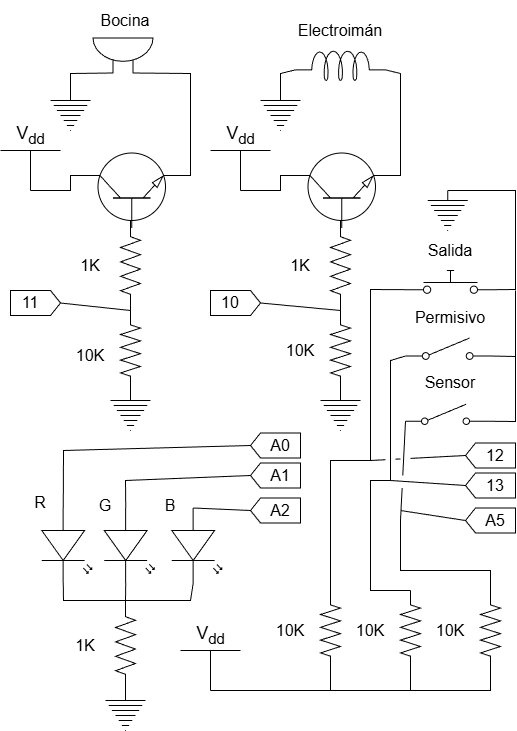 Bocina
Electroimán
Vdd
Vdd
1K
1K
11
10
10K
10K
Salida
Permisivo
Sensor
A0
A1
A2
R
G
B
12
13
A5
1K
Vdd
10K
10K
10K